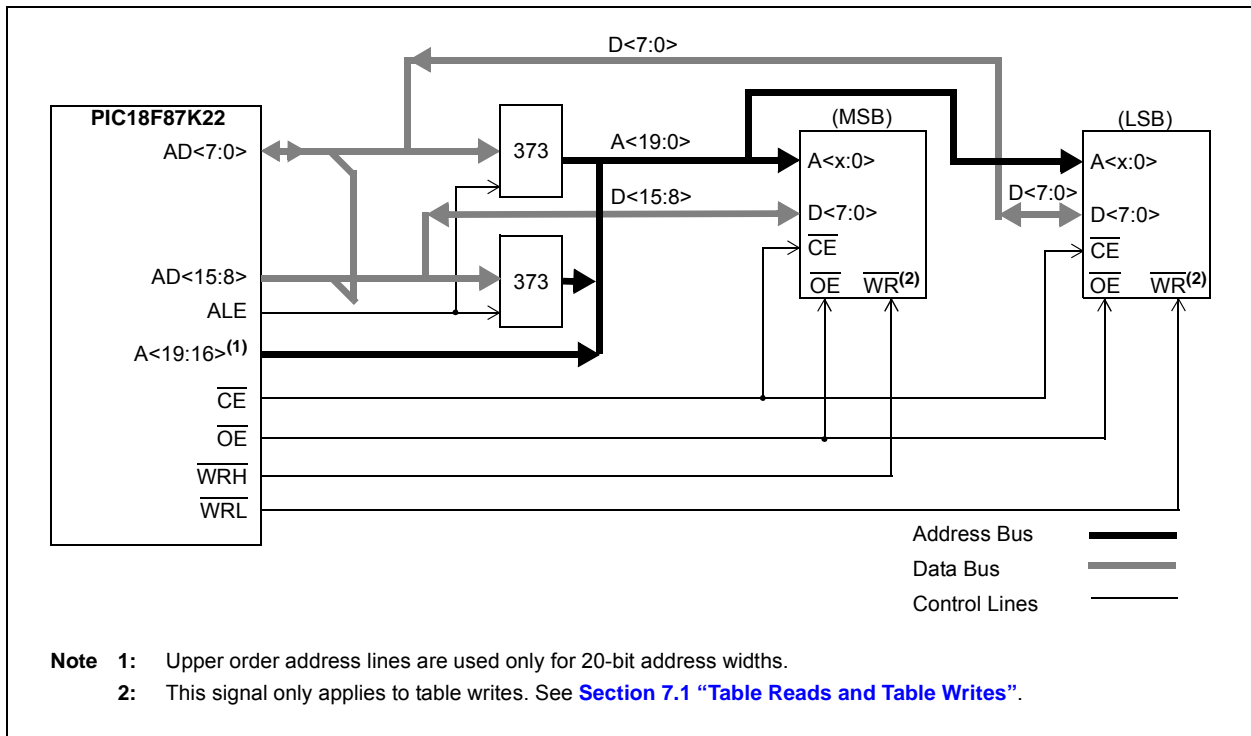 D<7:0>
PIC18F87K22
AD<7:0>
373
A<19:0>
(MSB)
(LSB)
A<x:0>
A<x:0>
D<15:8>
D<7:0>
D<7:0>
D<7:0>
CE
CE
AD<15:8>
373
OE WR(2)
OE WR(2)
ALE
A<19:16>(1)
CE
OE
WRH
WRL
Address Bus
Data Bus
Control Lines
Note 1: Upper order address lines are used only for 20-bit address widths.
2: This signal only applies to table writes. See Section 7.1 “Table Reads and Table Writes”.